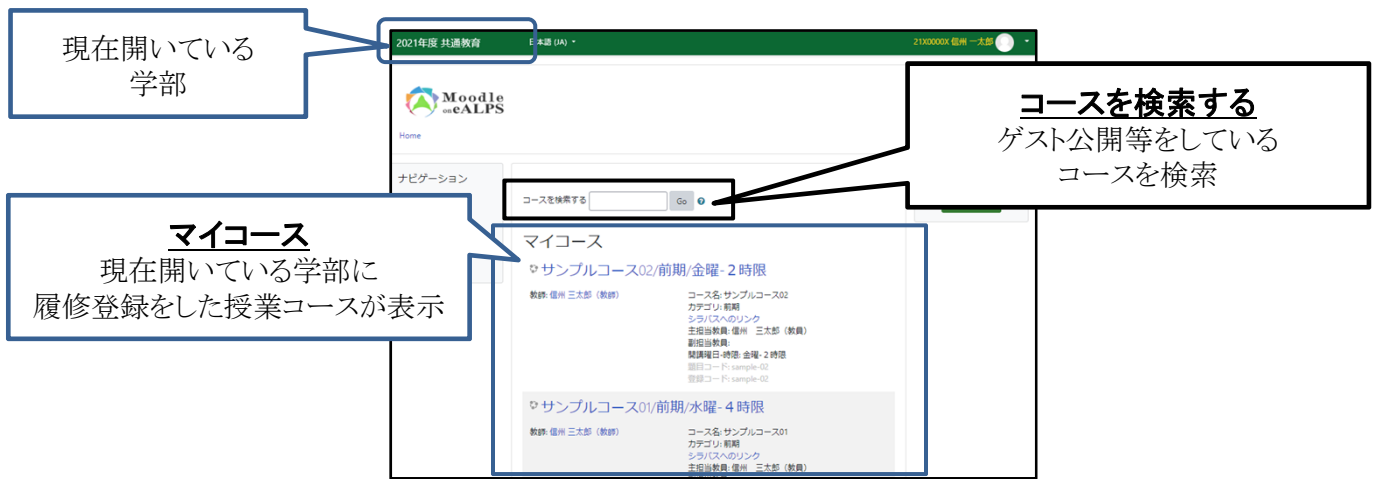 現在開いている
学部
2021年度 共通教育
日本語 (JA)
21X0000X 信州 一太郎
Moodle
on eALPS
Home
コースを検索する
ゲスト公開等をしている
コースを検索
ナビゲーション
コースを検索する
Go
マイコース
現在開いている学部に
履修登録をした授業コースが表示
マイコース
サンプルコース02/前期/金曜-２時限
教師: 信州 三太郎（教師）
コース名: サンプルコース02
カテゴリ: 前期
シラバスへのリンク
主担当教員: 信州　三太郎（教員）
副担当教員:
開講曜日-時限: 金曜-２時限
題目コード: sample-02
登録コード: sample-02
サンプルコース01/前期/水曜-４時限
教師: 信州 三太郎（教師）
コース名: サンプルコース01
カテゴリ: 前期
シラバスへのリンク
主担当教員: 信州　三太郎（教員）